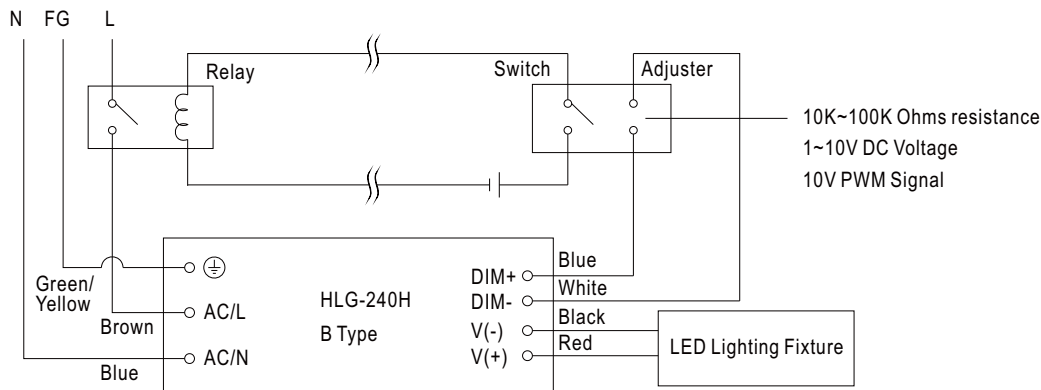 N FG L
Relay
Switch
Adjuster
10K~100K Ohms resistance
1~10V DC Voltage
10V PWM Signal
Green/
Yellow
Brown
Blue
AC/L
AC/N
HLG-240H
B Type
DIM+
DIM-
V(-)
V(+)
Blue
White
Black
Red
LED Lighting Fixture